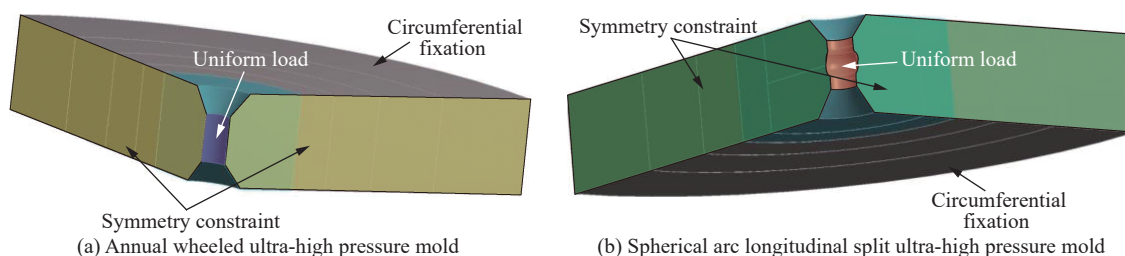 Circumferential
fixation
Uniform load
Symmetry constraint
(a) Annual wheeled ultra-high pressure mold
Symmetry constraint
Uniform load
Circumferential
fixation
(b) Spherical arc longitudinal split ultra-high pressure mold